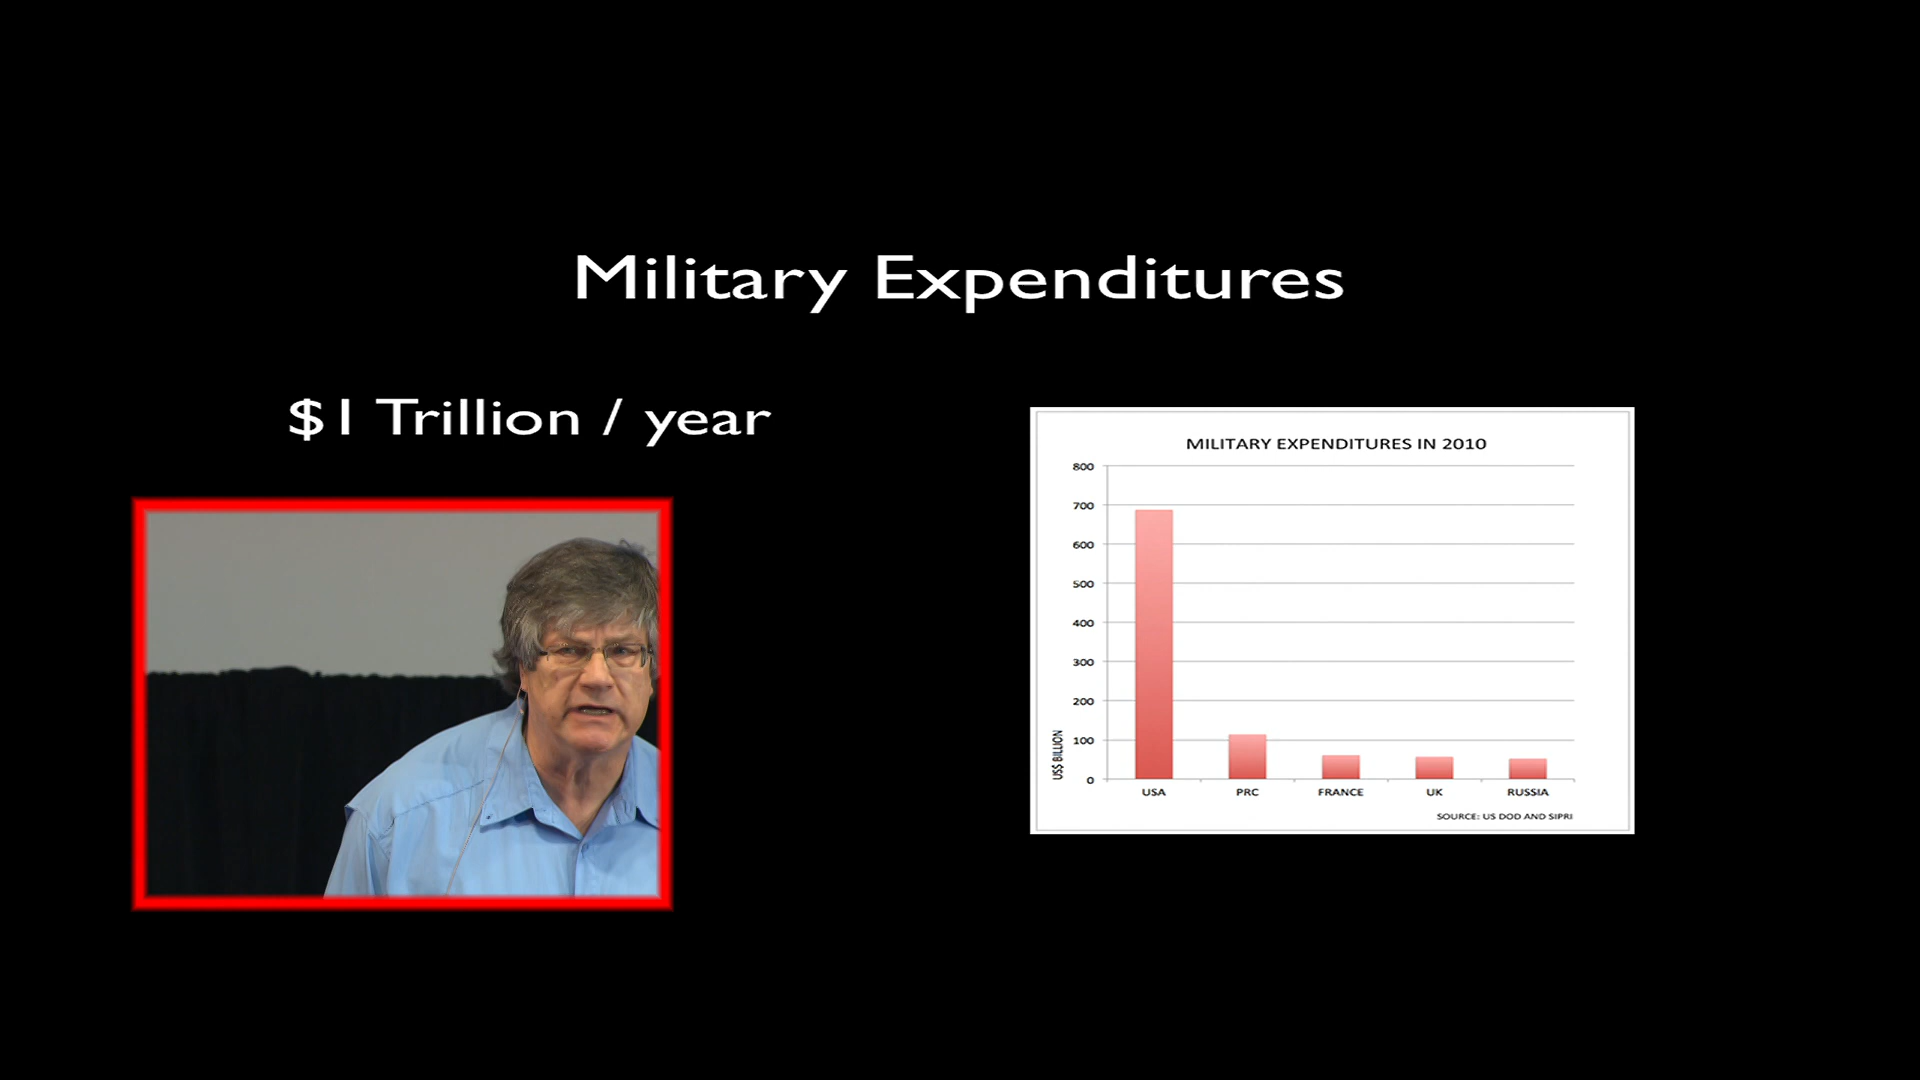 Military Expenditures
$1 Trillion / year
MILITARY EXPENDITURES IN 2010
800
700
600
500
400
300
200
100
0
US$ BILLION
USA PRC FRANCE UK RUSSIA
SOURCE: US DOD AND SIPRI